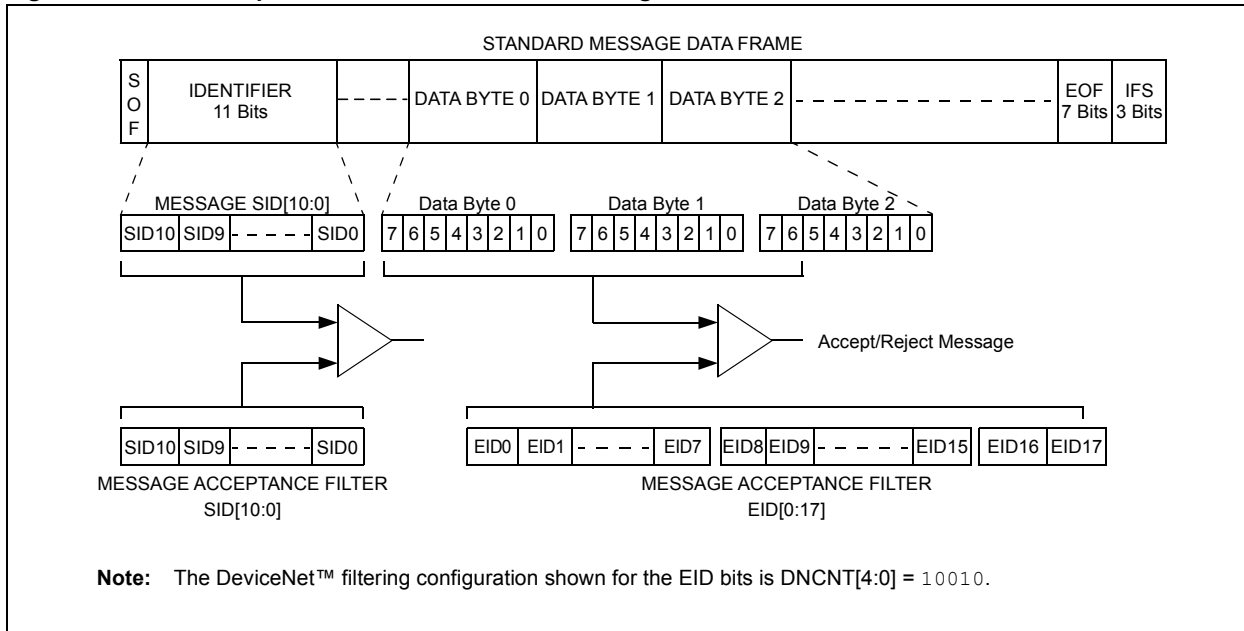 STANDARD MESSAGE DATA FRAME
S
O
F
IDENTIFIER
11 Bits
DATA BYTE 0
DATA BYTE 1
DATA BYTE 2
EOF
7 Bits
IFS
3 Bits
MESSAGE SID[10:0]
Data Byte 0
Data Byte 1
Data Byte 2
SID10 SID9 SID0
7 6 5 4 3 2 1 0
7 6 5 4 3 2 1 0
7 6 5 4 3 2 1 0
Accept/Reject Message
SID10 SID9 SID0
EID0 EID1 EID7
EID8 EID9 EID15
EID16 EID17
MESSAGE ACCEPTANCE FILTER
SID[10:0]
MESSAGE ACCEPTANCE FILTER
EID[0:17]
Note: The DeviceNet™ filtering configuration shown for the EID bits is DNCNT[4:0] = 10010.